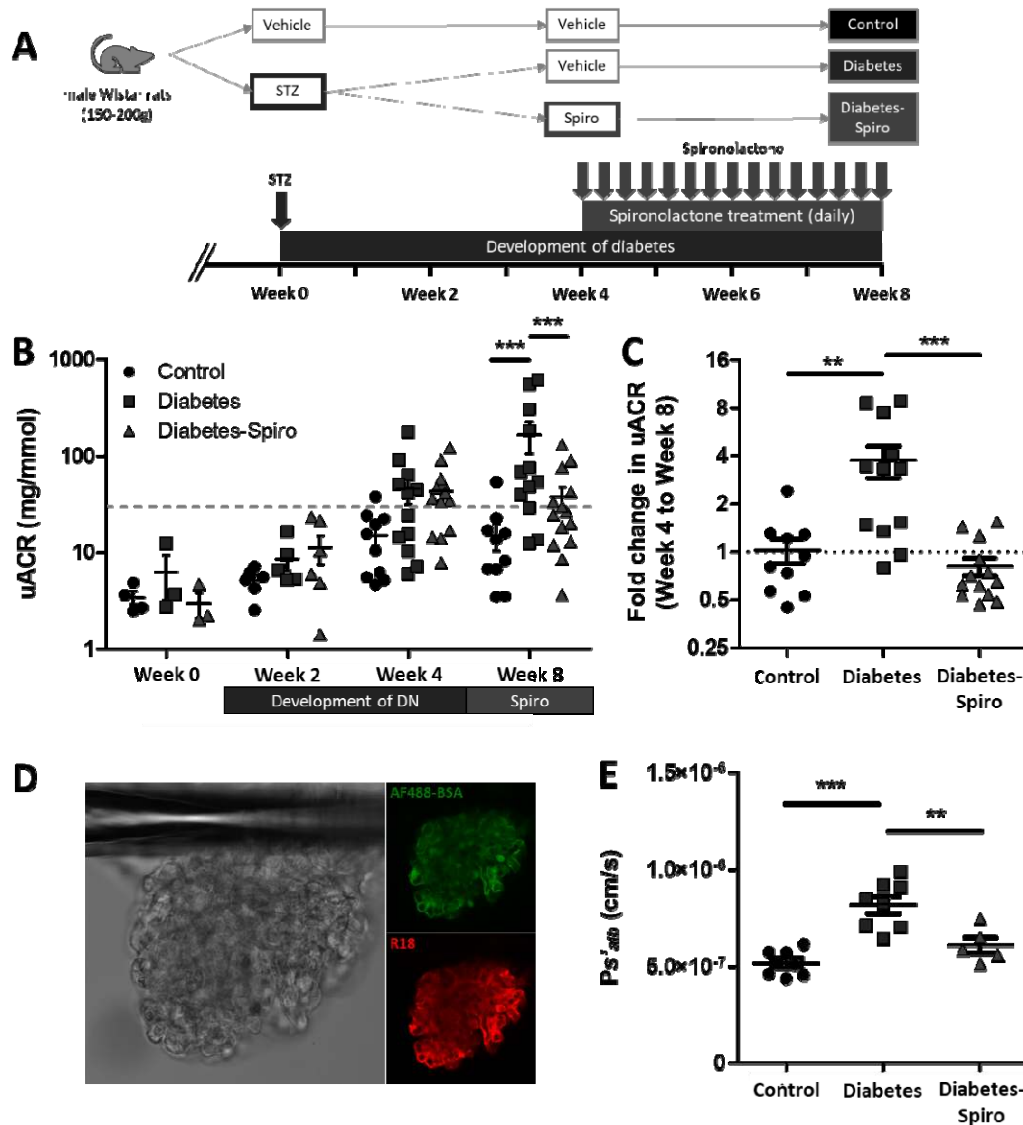 A
Vehicle
Vehicle
Control
Vehicle
Diabetes
STZ
Spiro
Diabetes-
Spiro
male Wistar rats
(150-200g)
Spironolactone
STZ
Spironolactone treatment (daily)
Development of diabetes
Week 0
Week 2
Week 4
Week 6
Week 8
B
uACR (mg/mmol)
1000
100
10
1
Control
Diabetes
Diabetes-Spiro
***
***
Week 0
Week 2
Week 4
Week 8
Development of DN
Spiro
C
Fold change in uACR
(Week 4 to Week 8)
16
8
4
2
1
0.5
0.25
**
***
Control
Diabetes
Diabetes-
Spiro
D
AF488-BSA
R18
E
Ps'alb (cm/s)
1.5×10-6
1.0×10-6
5.0×10-7
0
***
**
Control
Diabetes
Diabetes-
Spiro